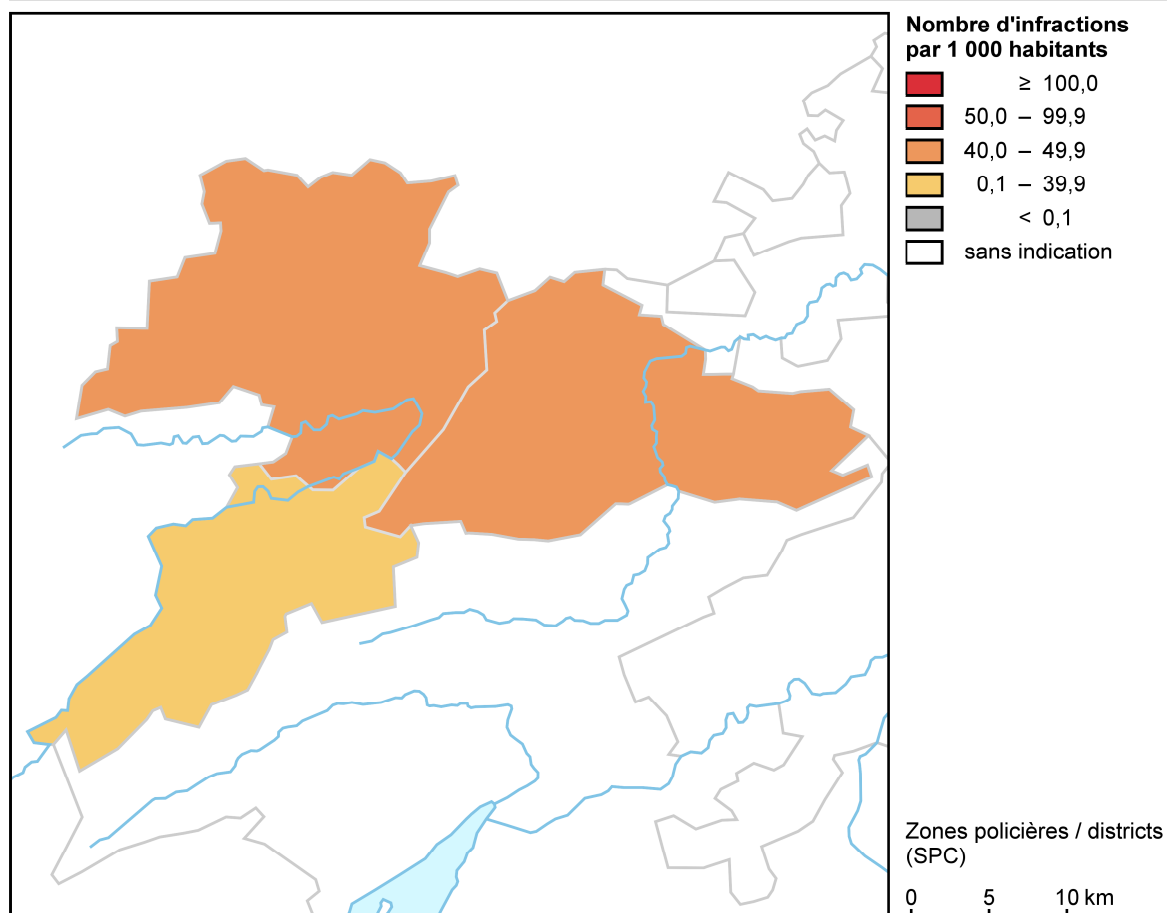 Nombre d'infractions
par 1 000 habitants
≥ 100,0
50,0 – 99,9
40,0 – 49,9
0,1 – 39,9
< 0,1
sans indication
Zones policières / districts
(SPC)
0 5 10 km